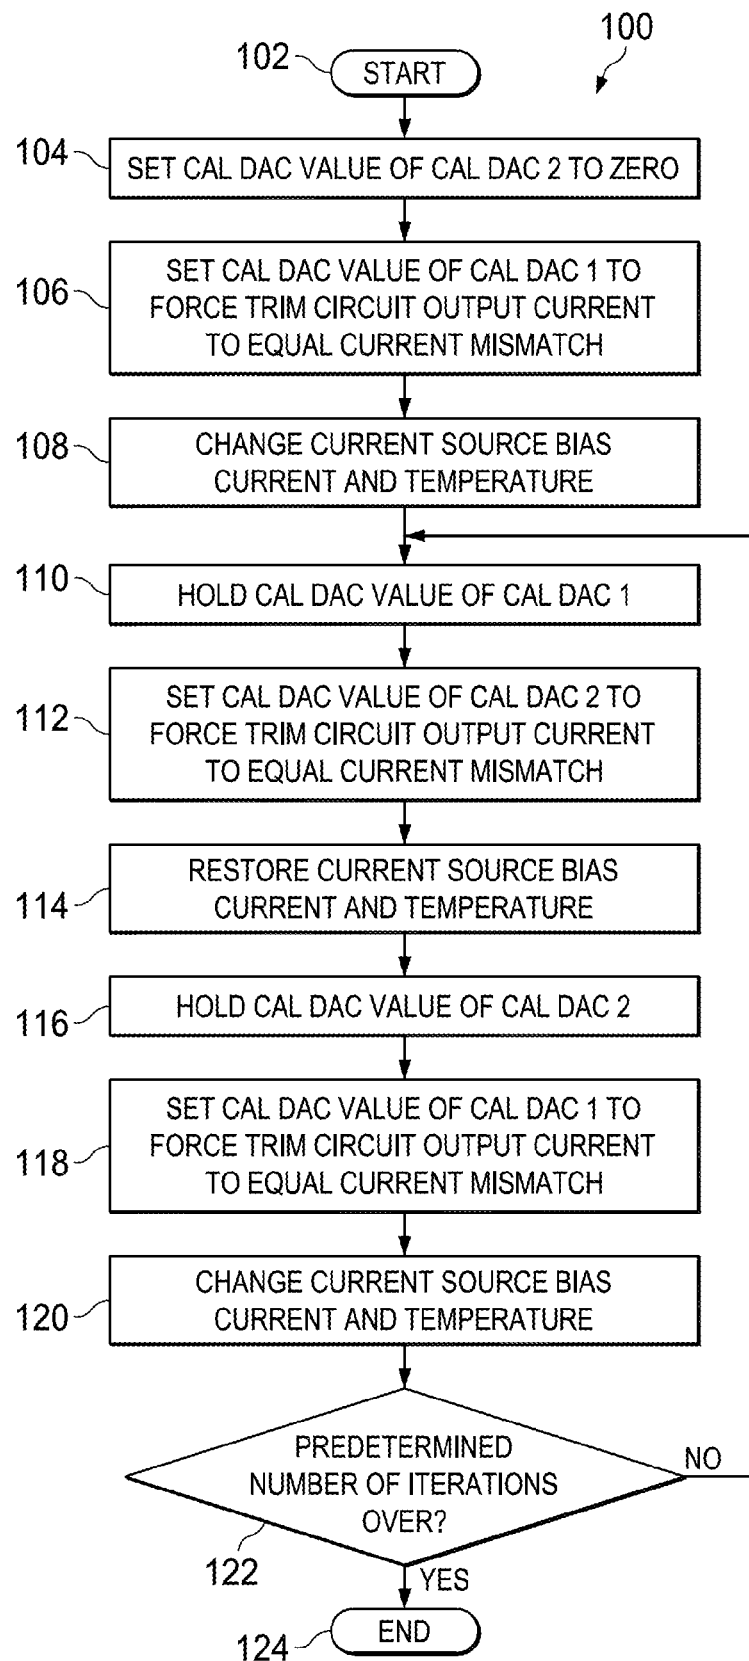 100
102
START
104
SET CAL DAC VALUE OF CAL DAC 2 TO ZERO
106
SET CAL DAC VALUE OF CAL DAC 1 TO
FORCE TRIM CIRCUIT OUTPUT CURRENT
TO EQUAL CURRENT MISMATCH
108
CHANGE CURRENT SOURCE BIAS
CURRENT AND TEMPERATURE
110
HOLD CAL DAC VALUE OF CAL DAC 1
112
SET CAL DAC VALUE OF CAL DAC 2 TO
FORCE TRIM CIRCUIT OUTPUT CURRENT
TO EQUAL CURRENT MISMATCH
114
RESTORE CURRENT SOURCE BIAS
CURRENT AND TEMPERATURE
116
HOLD CAL DAC VALUE OF CAL DAC 2
118
SET CAL DAC VALUE OF CAL DAC 1 TO
FORCE TRIM CIRCUIT OUTPUT CURRENT
TO EQUAL CURRENT MISMATCH
120
CHANGE CURRENT SOURCE BIAS
CURRENT AND TEMPERATURE
PREDETERMINED
NUMBER OF ITERATIONS
OVER?
NO
122
YES
124
END